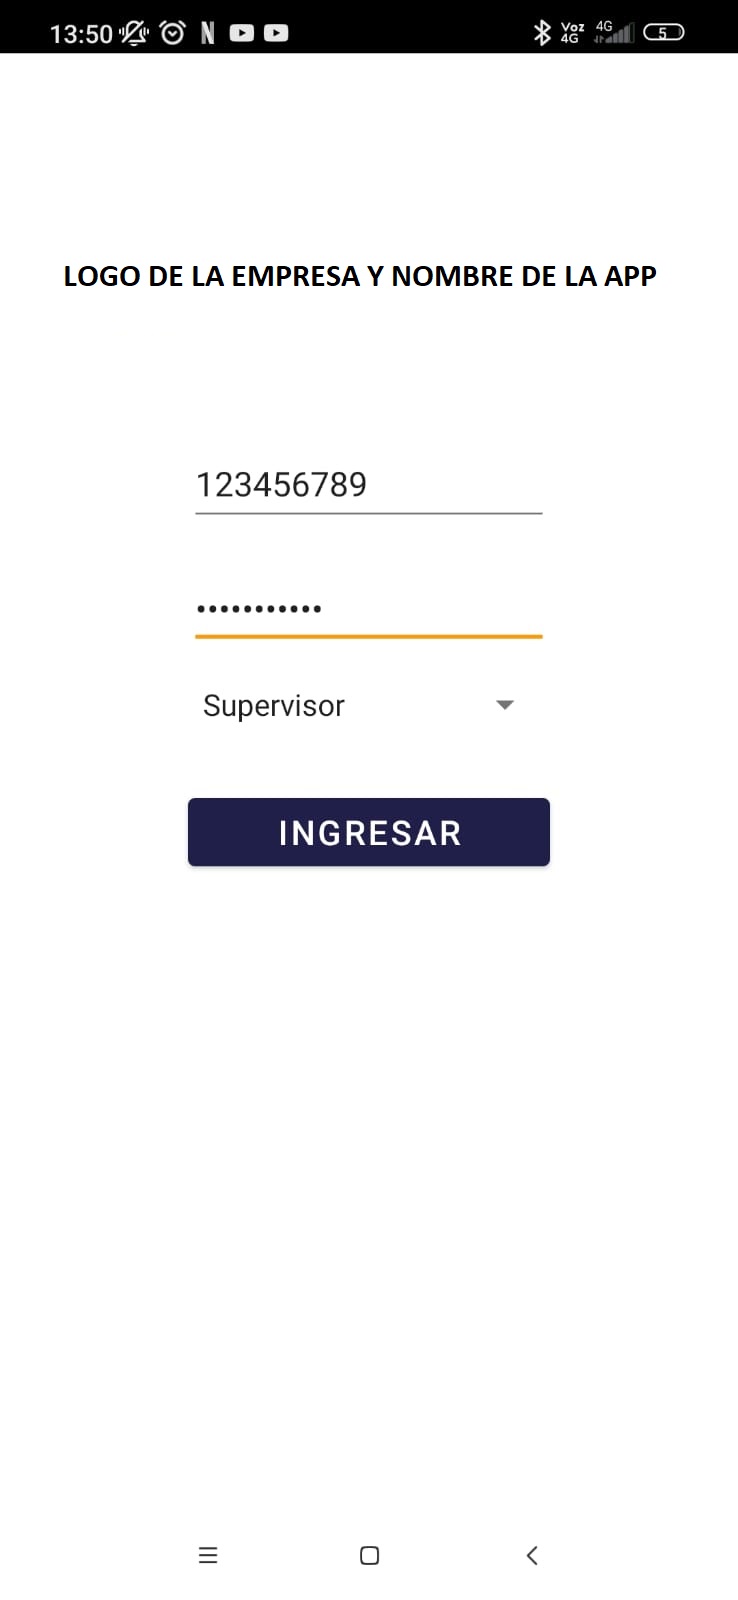 13:50 N Voz 4G 4G 5
LOGO DE LA EMPRESA Y NOMBRE DE LA APP
123456789
•••••••••••
Supervisor
INGRESAR